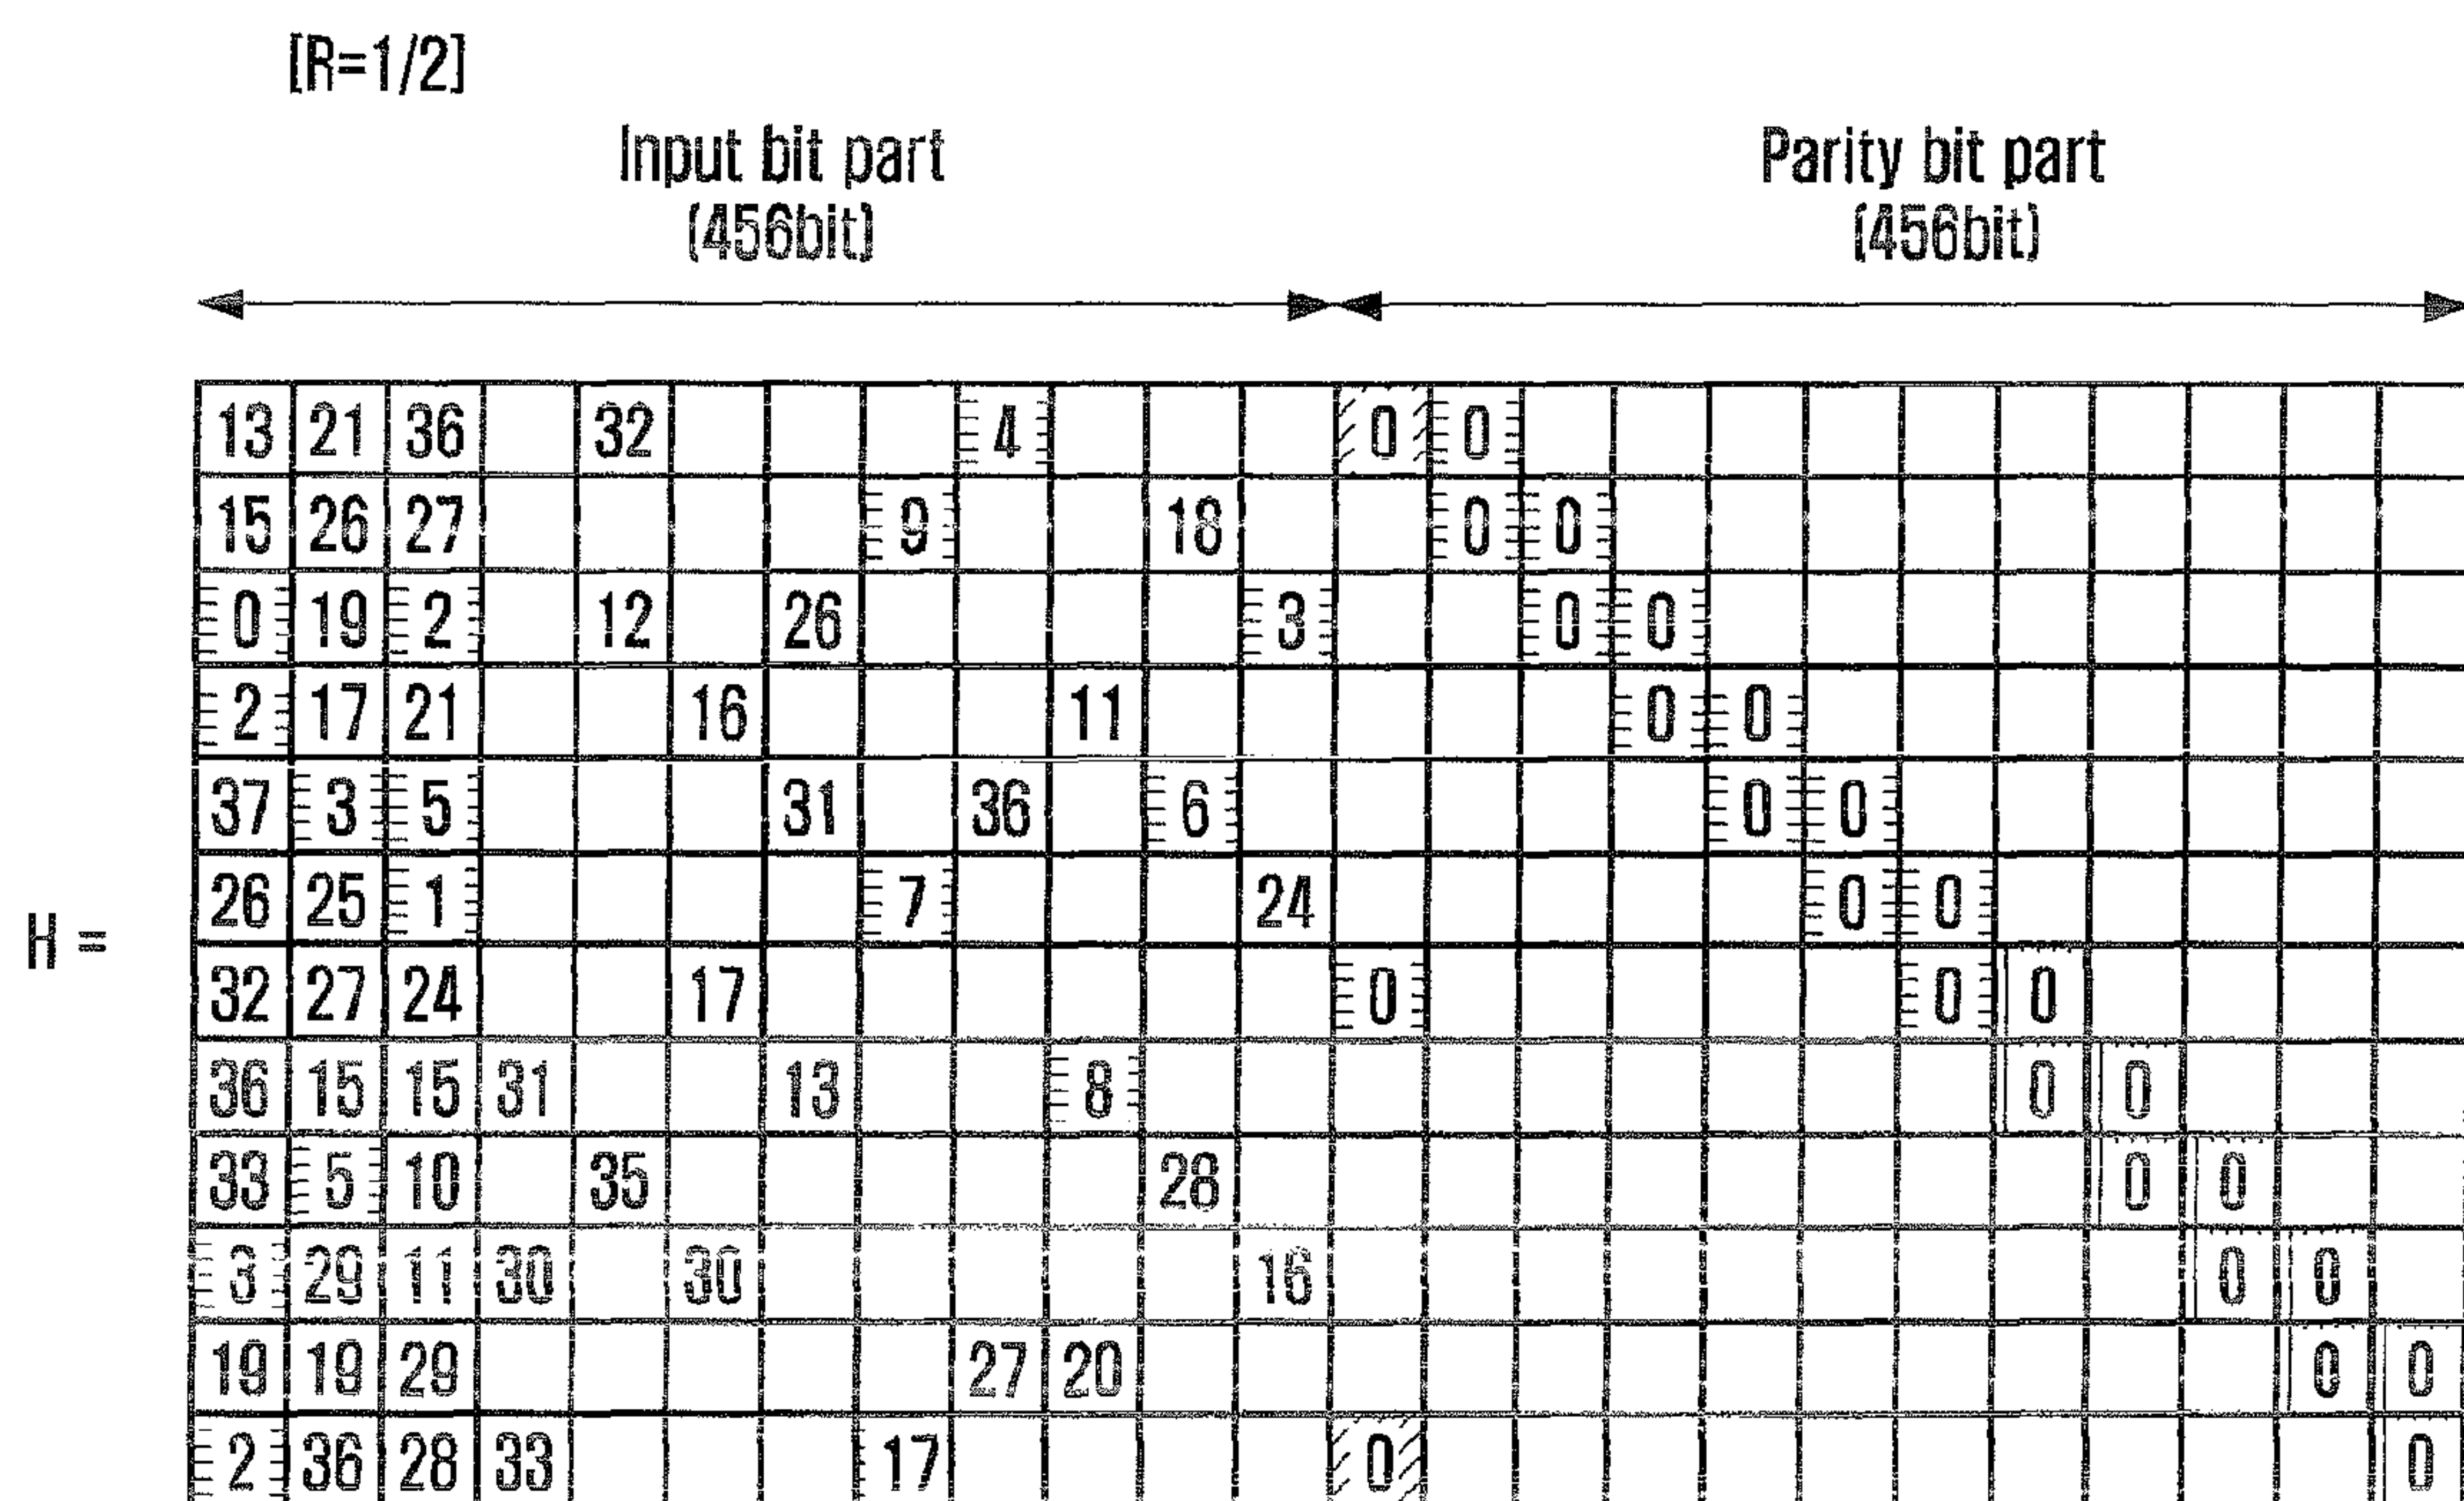 [R=1/2]
Input bit part Parity bit part
(456bit) (456bit)
13 21 36 32 4 0 0
15 26 27 9 18 0 0
0 19 2 12 26 3 0 0
2 17 21 16 11 0 0
37 3 5 31 36 6 0 0
26 25 1 7 24 0 0
H =
32 27 24 17 0 0 0
36 15 15 31 13 8 0 0
33 5 10 35 28 0 0
3 29 11 30 30 16 0 0
19 19 29 27 20 0 0
2 36 28 33 17 0 0